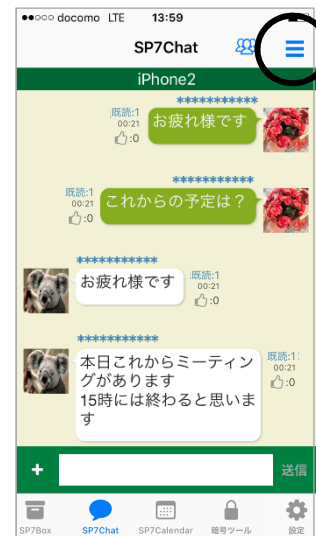 docomo LTE 13:59
SP7Chat
iPhone2
***********
既読:1
00:21
:0
お疲れ様です
***********
既読:1
00:21
:0
これからの予定は？
***********
お疲れ様です
既読:1
00:21
:0
***********
本日これからミーティン
グがあります
15時には終わると思いま
す
既読:1
00:21
:0
+
送信
SP7Box SP7Chat SP7Calendar 暗号ツール 設定